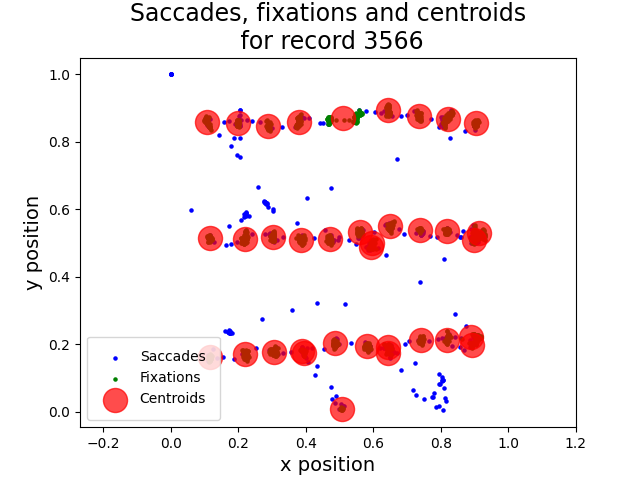 Saccades, fixations and centroids
for record 3566
1.0
0.8
0.6
0.4
0.2
0.0
y position
Saccades
Fixations
Centroids
−0.2
0.0
0.2
0.4
0.6
0.8
1.0
1.2
x position